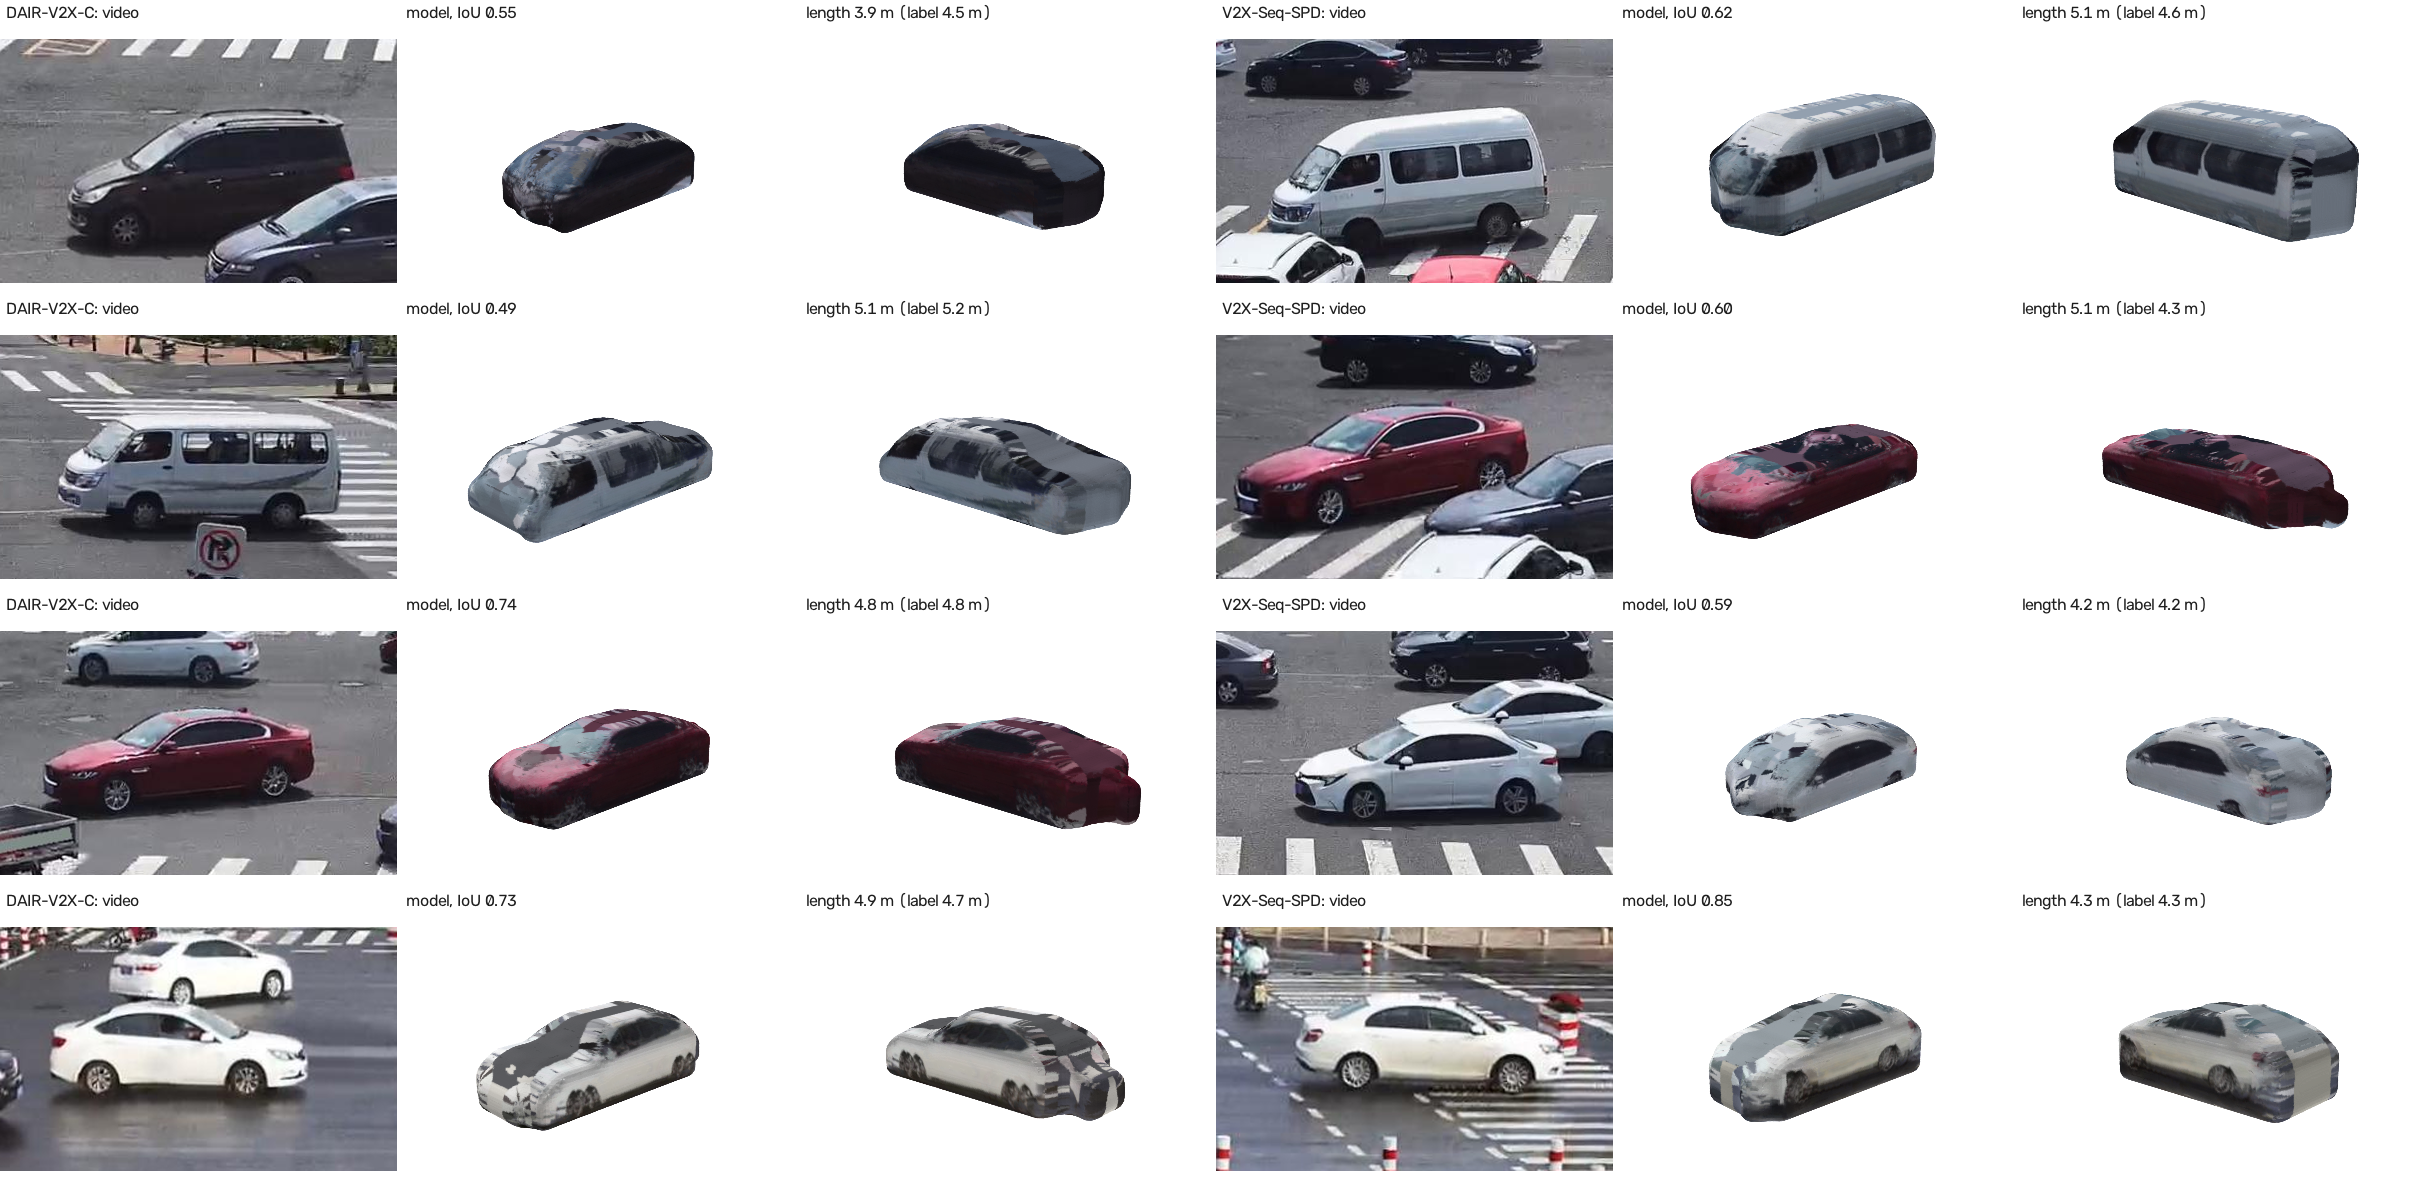 DAIR-V2X-C: video model, IoU 0.55 length 3.9 m (label 4.5 m) V2X-Seq-SPD: video model, IoU 0.62 length 5.1 m (label 4.6 m)
DAIR-V2X-C: video model, IoU 0.49 length 5.1 m (label 5.2 m) V2X-Seq-SPD: video model, IoU 0.60 length 5.1 m (label 4.3 m)
DAIR-V2X-C: video model, IoU 0.74 length 4.8 m (label 4.8 m) V2X-Seq-SPD: video model, IoU 0.59 length 4.2 m (label 4.2 m)
DAIR-V2X-C: video model, IoU 0.73 length 4.9 m (label 4.7 m) V2X-Seq-SPD: video model, IoU 0.85 length 4.3 m (label 4.3 m)